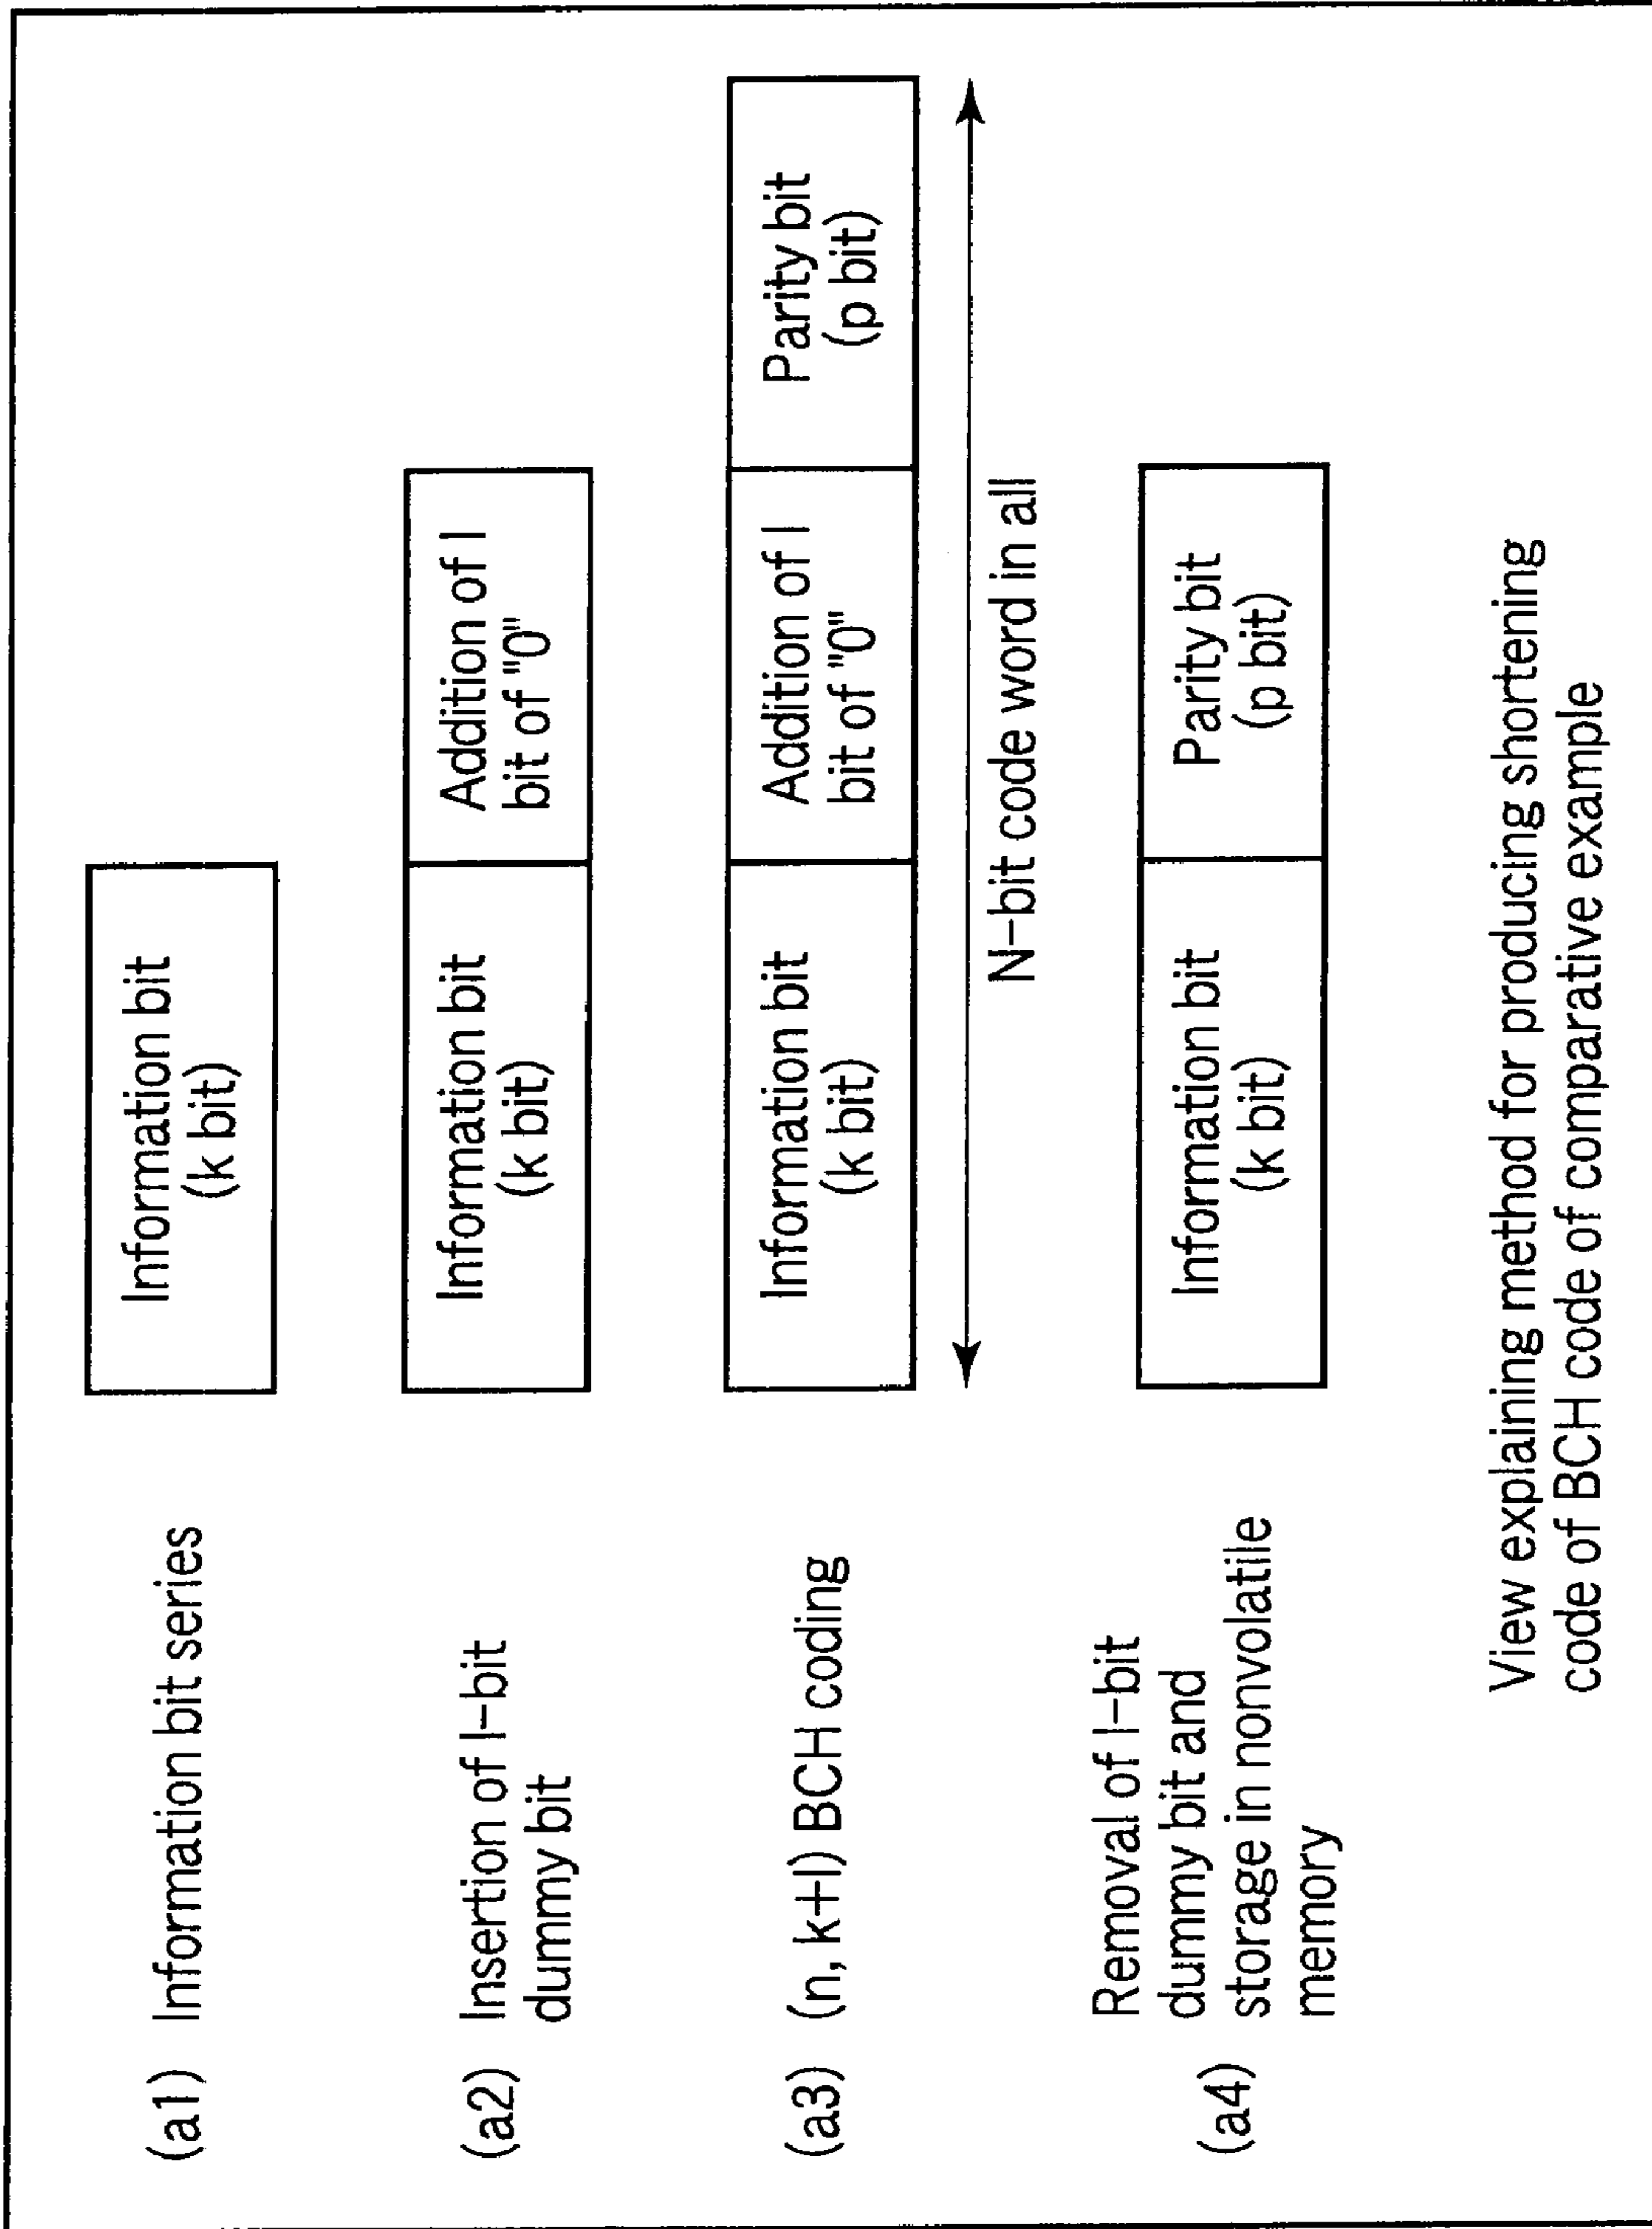 (a1) Information bit series
Information bit
(k bit)
(a2) Insertion of l-bit
dummy bit
Information bit
(k bit)
Addition of l
bit of "0"
(a3) (n, k+l) BCH coding
Information bit
(k bit)
Addition of l
bit of "0"
Parity bit
(p bit)
N-bit code word in all
(a4)
Removal of l-bit
dummy bit and
storage in nonvolatile
memory
Information bit
(k bit)
Parity bit
(p bit)
View explaining method for producing shortening
code of BCH code of comparative example